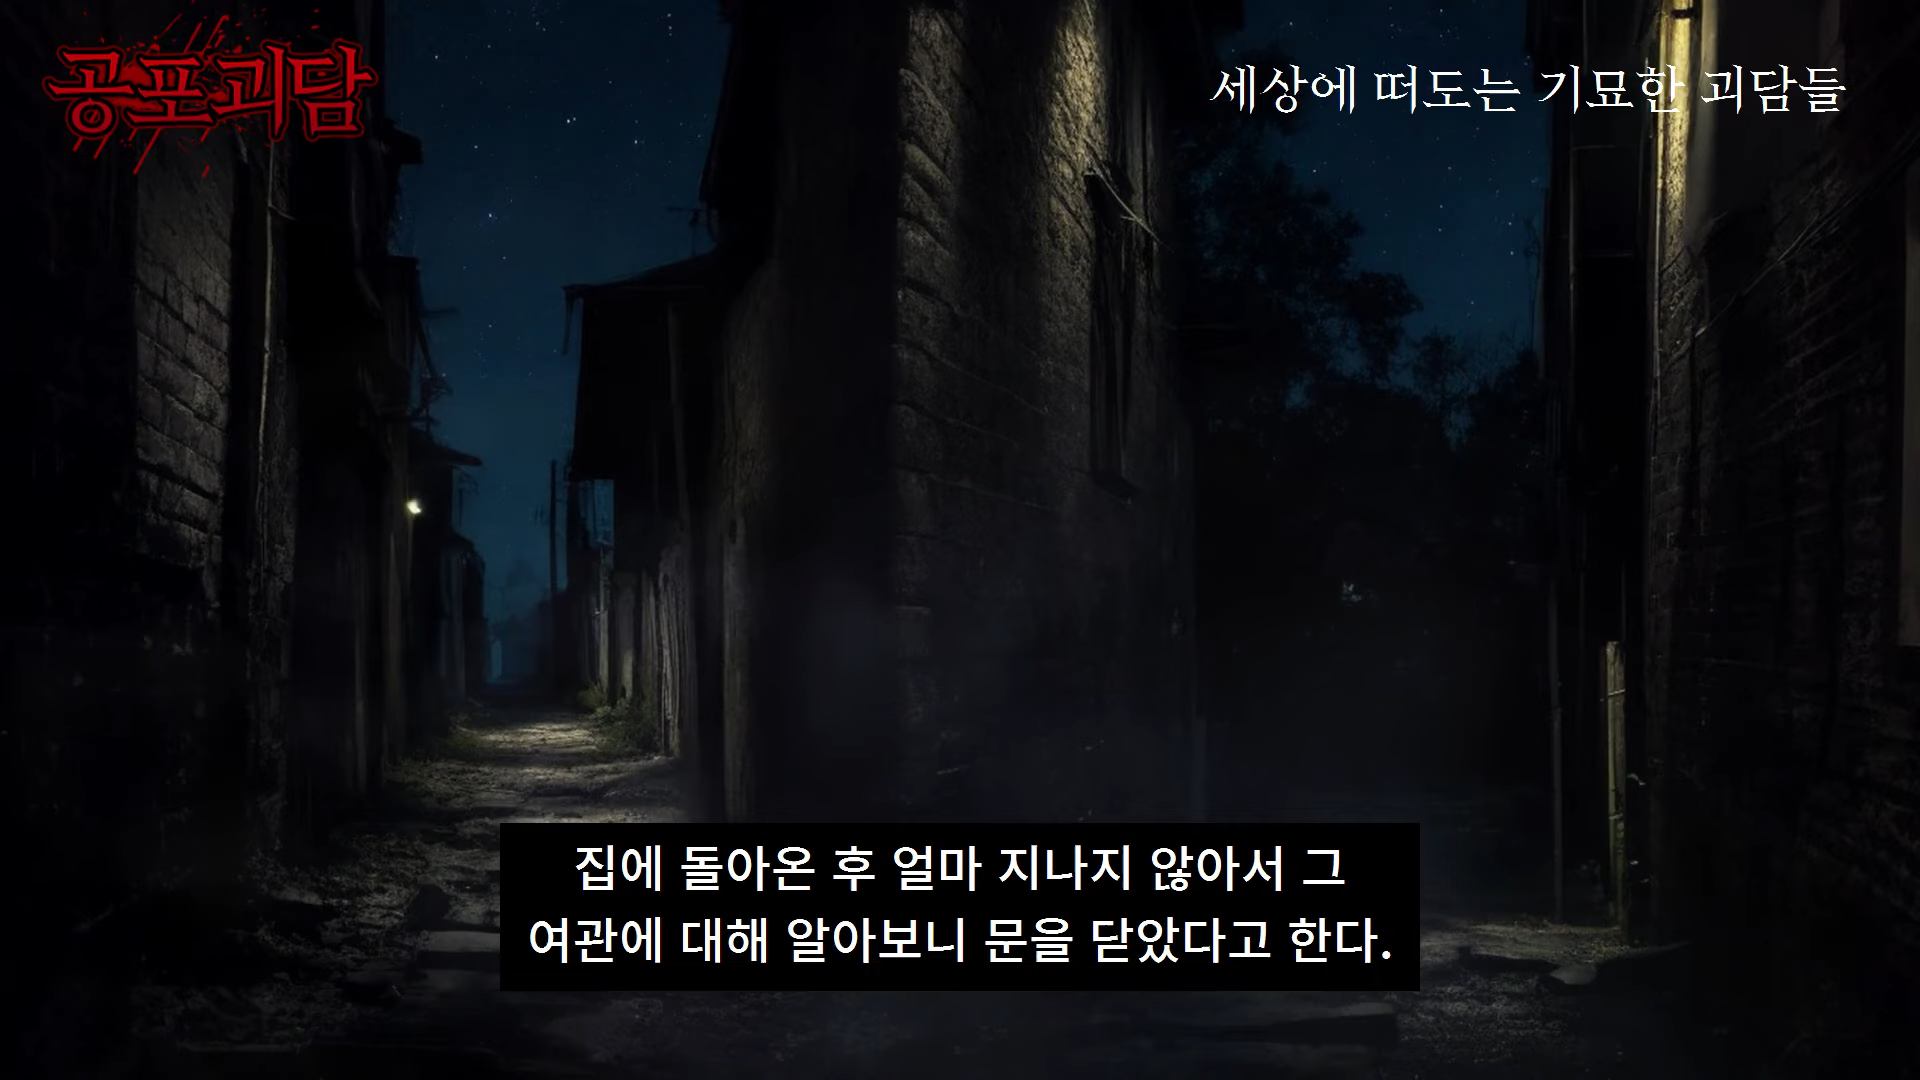 공포괴담
세상에 떠도는 기묘한 괴담들
집에 돌아온 후 얼마 지나지 않아서 그
여관에 대해 알아보니 문을 닫았다고 한다.